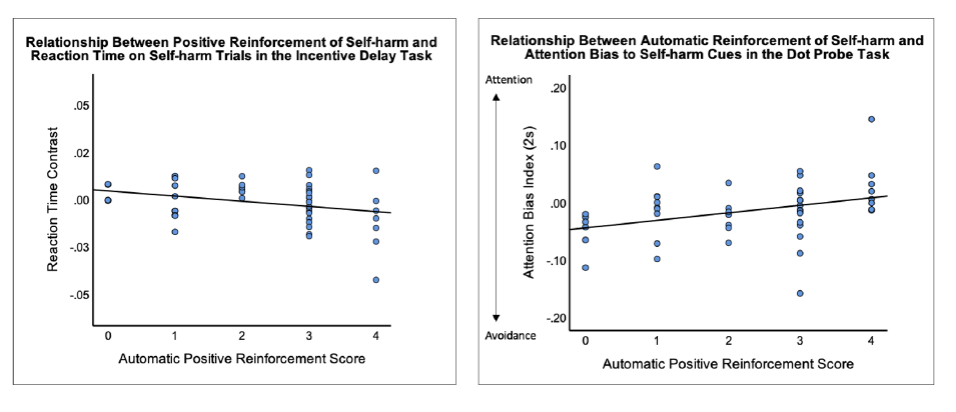 Relationship Between Positive Reinforcement of Self-harm and
Reaction Time on Self-harm Trials in the Incentive Delay Task
Reaction Time Contrast
.05
.02
.00
-.03
-.05
0 1 2 3 4
Automatic Positive Reinforcement Score
Relationship Between Automatic Reinforcement of Self-harm and
Attention Bias to Self-harm Cues in the Dot Probe Task
Attention
Avoidance
Attention Bias Index (2s)
.20
.10
.00
-.10
-.20
0 1 2 3 4
Automatic Positive Reinforcement Score